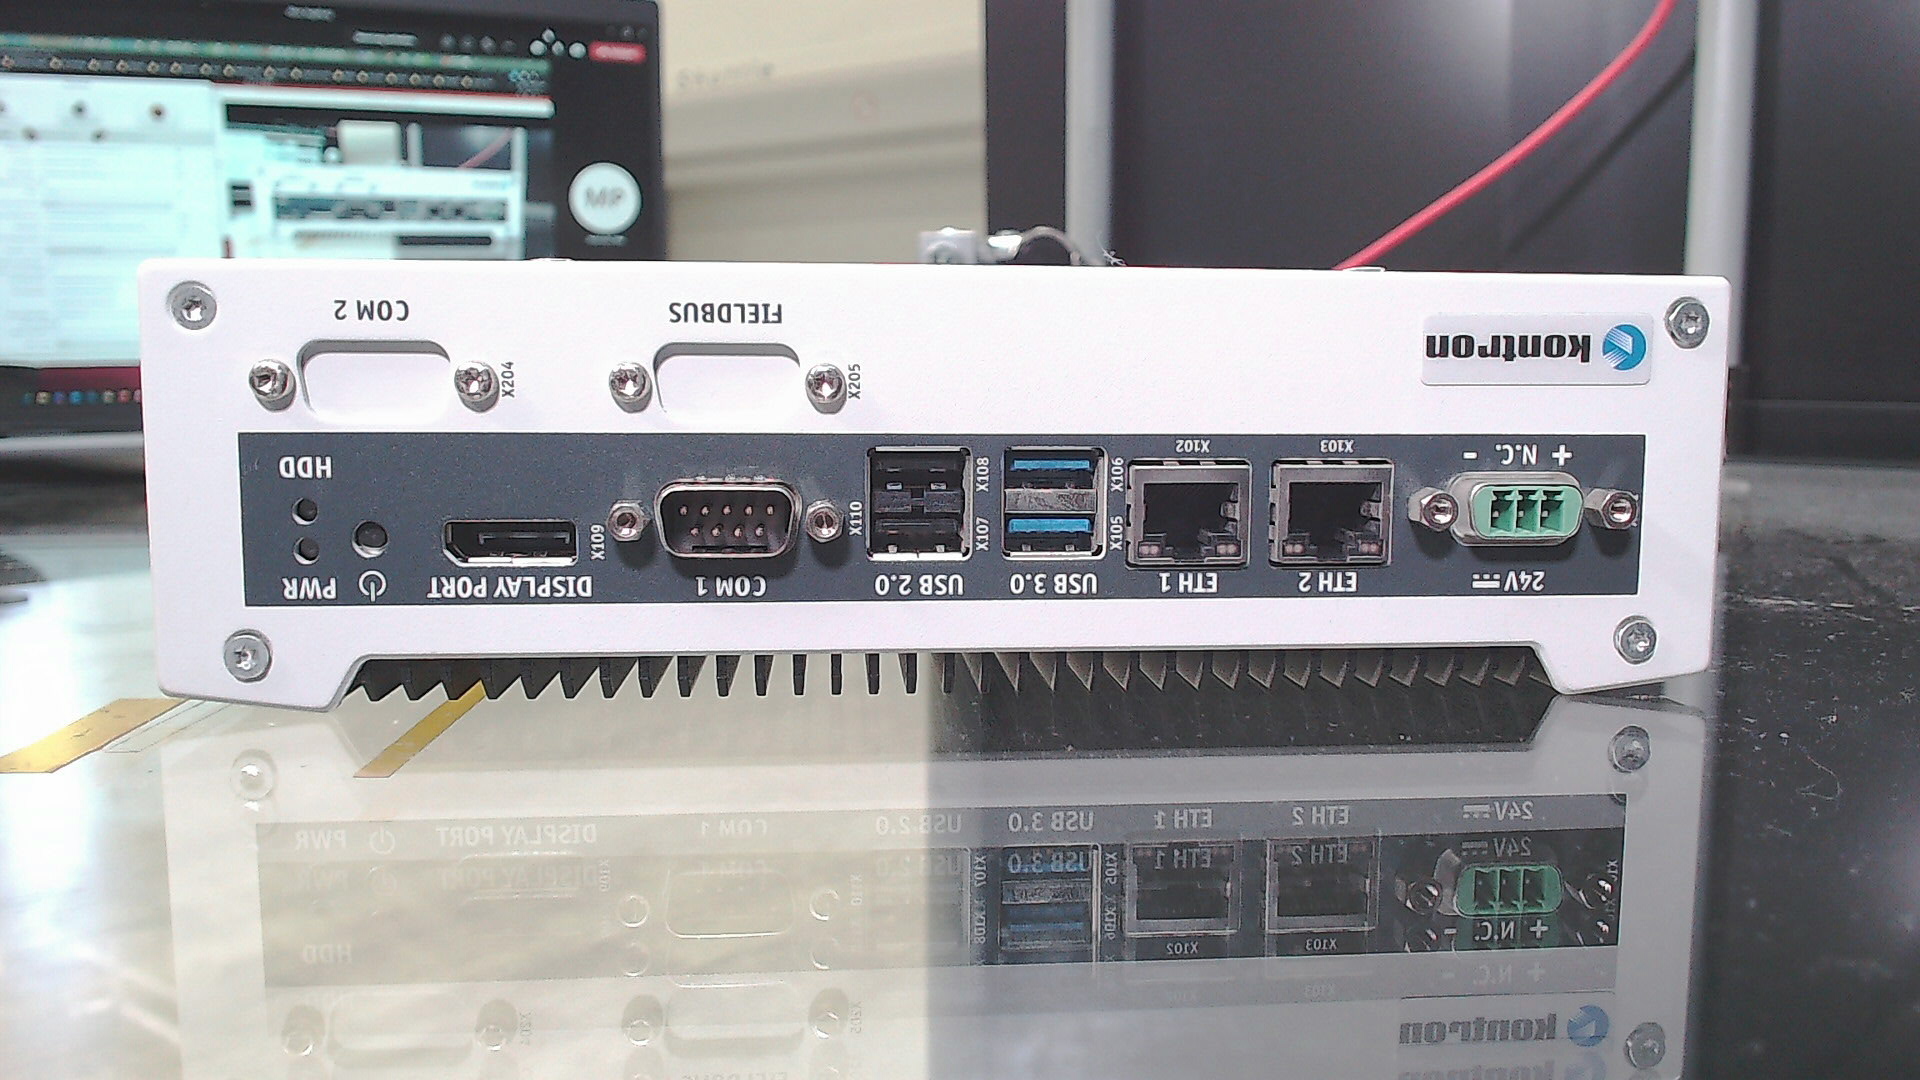 kontron
FIELDBUS
COM 2
X205
X204
24V
ETH 2
ETH 1
USB 3.0
USB 2.0
COM 1
DISPLAY PORT
PWR
X105
X107
X110
X109
X106
X108
+ N.C. -
X103
X102
HDD
MP